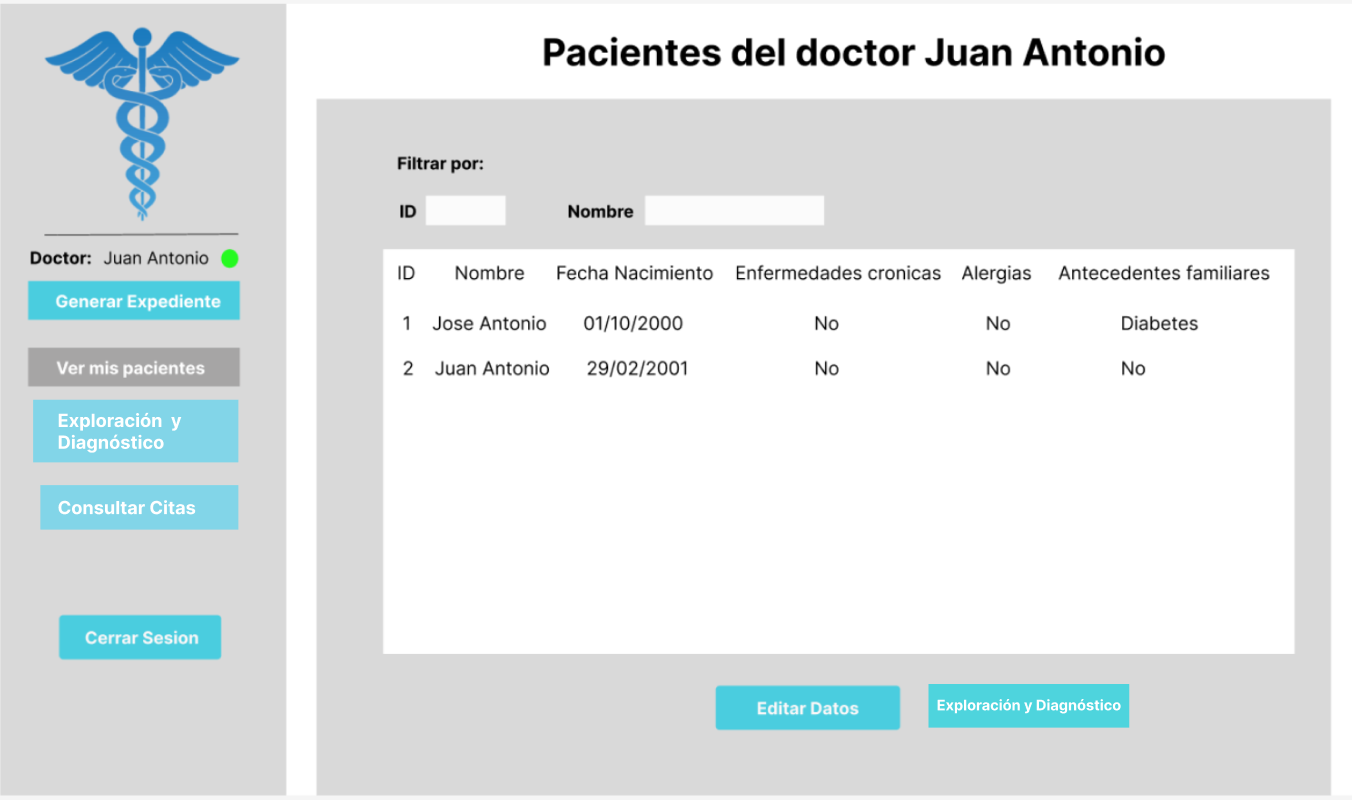 Pacientes del doctor Juan Antonio
Doctor: Juan Antonio
Generar Expediente
Ver mis pacientes
Exploración y
Diagnóstico
Consultar Citas
Cerrar Sesion
Filtrar por:
ID Nombre
ID Nombre Fecha Nacimiento Enfermedades cronicas Alergias Antecedentes familiares
1 Jose Antonio 01/10/2000 No No Diabetes
2 Juan Antonio 29/02/2001 No No No
Editar Datos Exploración y Diagnóstico